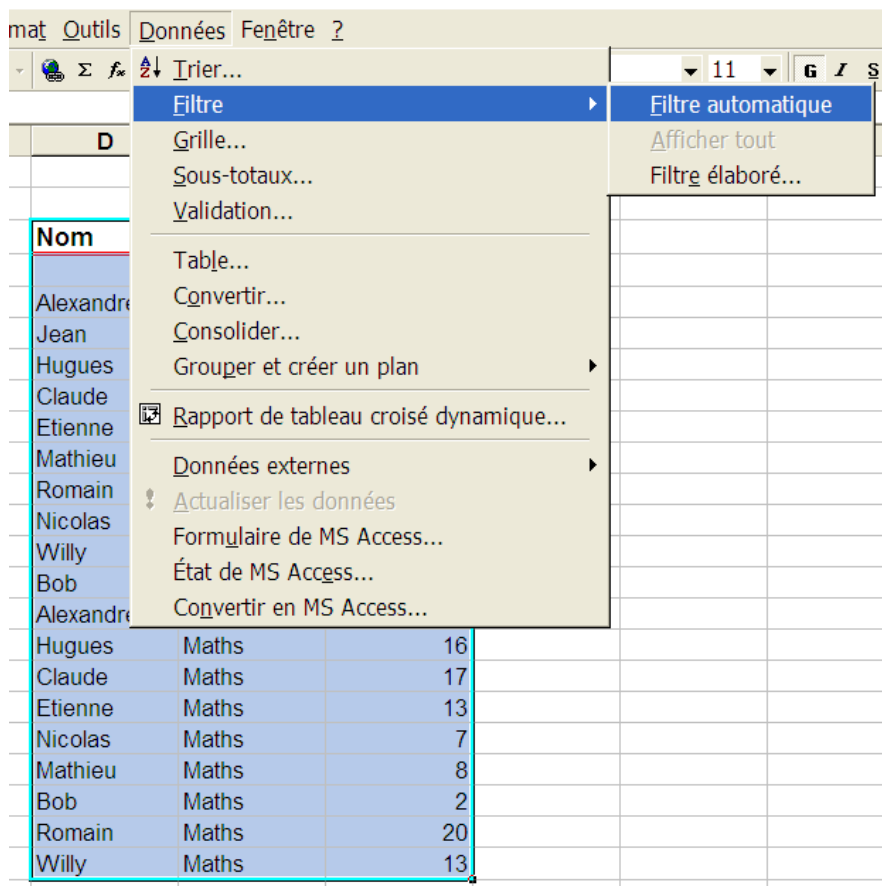 mat Outils Données Fenêtre ?
Σ fx A Z Trier... 11 G I S
Filtre Filtre automatique
D Grille... Afficher tout
Sous-totaux... Filtre élaboré...
Validation...
Nom
Table...
Alexandre Convertir...
Jean Consolider...
Hugues Grouper et créer un plan
Claude
Rapport de tableau croisé dynamique...
Etienne
Mathieu Données externes
Romain Actualiser les données
Nicolas Formulaire de MS Access...
Willy État de MS Access...
Bob
Alexandre Convertir en MS Access...
Hugues Maths 16
Claude Maths 17
Etienne Maths 13
Nicolas Maths 7
Mathieu Maths 8
Bob Maths 2
Romain Maths 20
Willy Maths 13